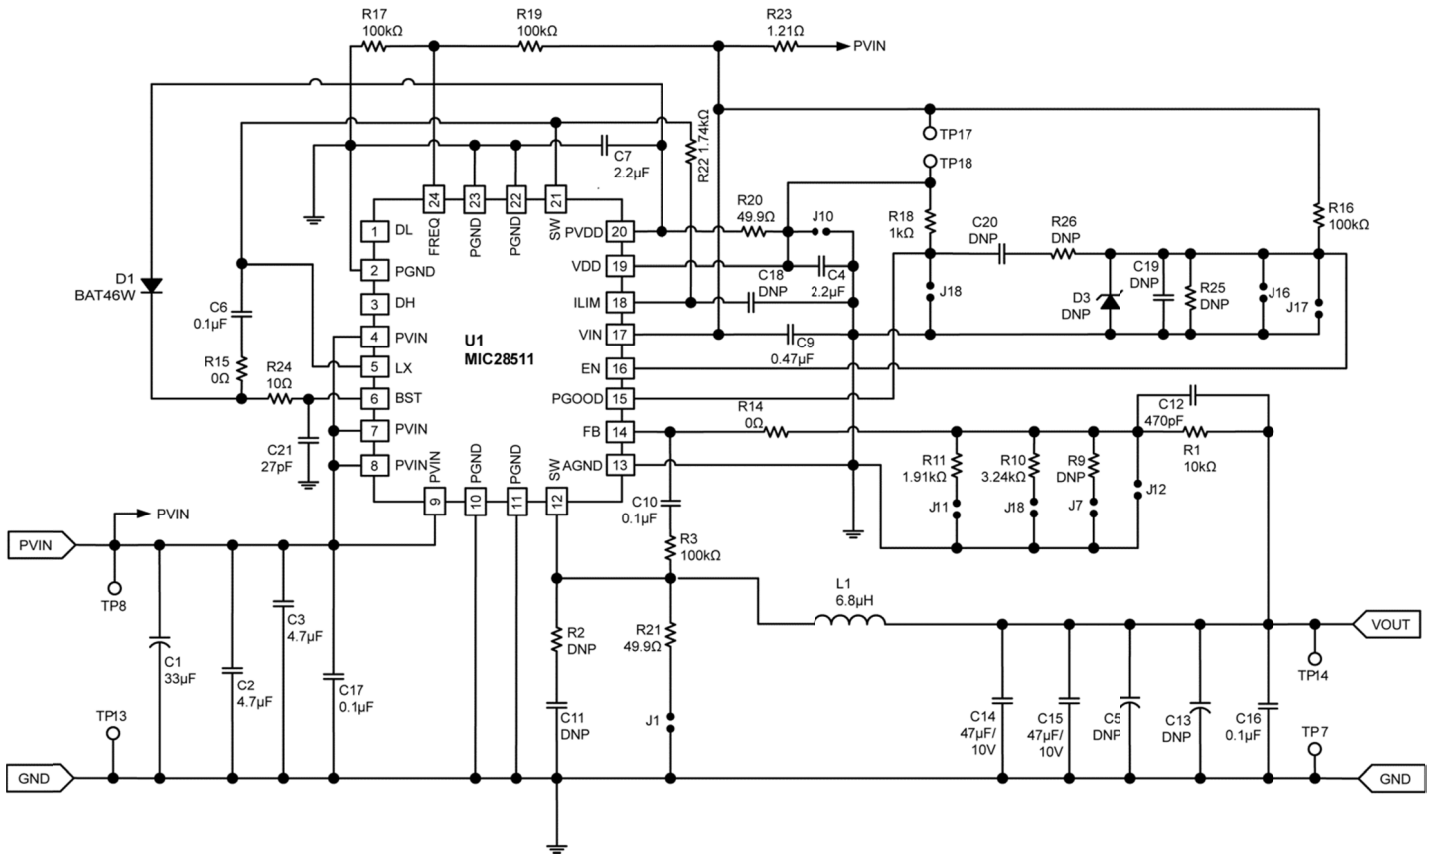 R17
100kΩ
R19
100kΩ
R23
1.21Ω
PVIN
R22 1.74kΩ
C7
2.2µF
TP17
TP18
24
23
22
21
FREQ
PGND
PGND
SW
1
DL
2
PGND
3
DH
4
PVIN
5
LX
6
BST
7
PVIN
8
PVIN
9
PVIN
10
PGND
11
PGND
12
SW
U1
MIC28511
PVDD
20
VDD
19
ILIM
18
VIN
17
EN
16
PGOOD
15
FB
14
AGND
13
D1
BAT46W
C6
0.1µF
R15
0Ω
R24
10Ω
C21
27pF
R20
49.9Ω
J10
C18
DNP
C4
2.2µF
C9
0.47µF
R18
1kΩ
J18
C20
DNP
R26
DNP
D3
DNP
C19
DNP
R25
DNP
J16
J17
R16
100kΩ
R14
0Ω
C12
470pF
R1
10kΩ
R11
1.91kΩ
R10
3.24kΩ
R9
DNP
J11
J18
J7
J12
C10
0.1µF
R3
100kΩ
PVIN
PVIN
TP8
C1
33µF
C2
4.7µF
C3
4.7µF
C17
0.1µF
TP13
GND
R2
DNP
C11
DNP
R21
49.9Ω
J1
L1
6.8µH
VOUT
TP14
C14
47µF/
10V
C15
47µF/
10V
C5
DNP
C13
DNP
C16
0.1µF
TP7
GND